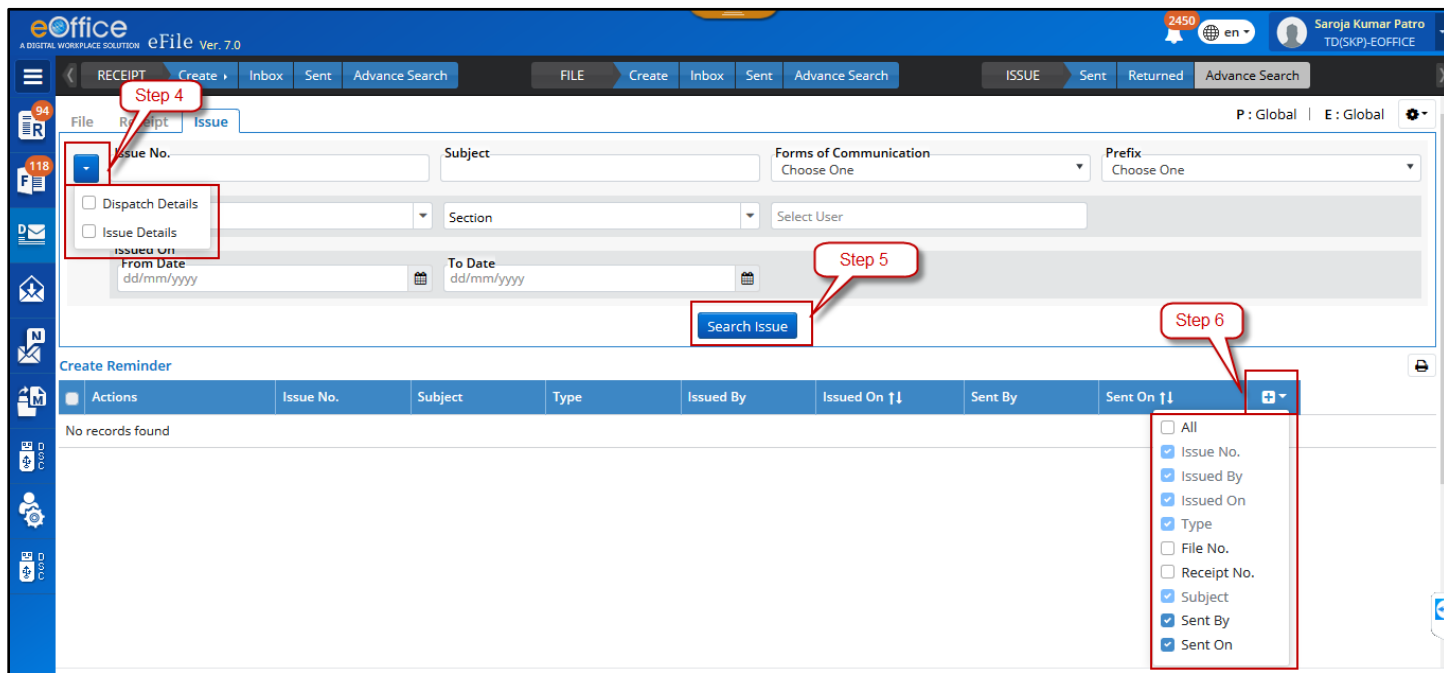 eOffice
A DIGITAL WORKPLACE SOLUTION eFile Ver. 7.0
2450
en
Saroja Kumar Patro
TD(SKP)-EOFFICE
RECEIPT Create Inbox Sent Advance Search FILE Create Inbox Sent Advance Search ISSUE Sent Returned Advance Search
Step 4
94
R
File Receipt Issue
P : Global | E : Global
Issue No. Subject Forms of Communication Prefix
Choose One Choose One
118
F
Dispatch Details
Section Select User
Issue Details
D
Issued On
From Date To Date
dd/mm/yyyy dd/mm/yyyy
Step 5
Search Issue
Step 6
N
Create Reminder
M
Actions Issue No. Subject Type Issued By Issued On Sent By Sent On
No records found
All
Issue No.
Issued By
Issued On
Type
File No.
Receipt No.
Subject
Sent By
Sent On
DSC
DSC